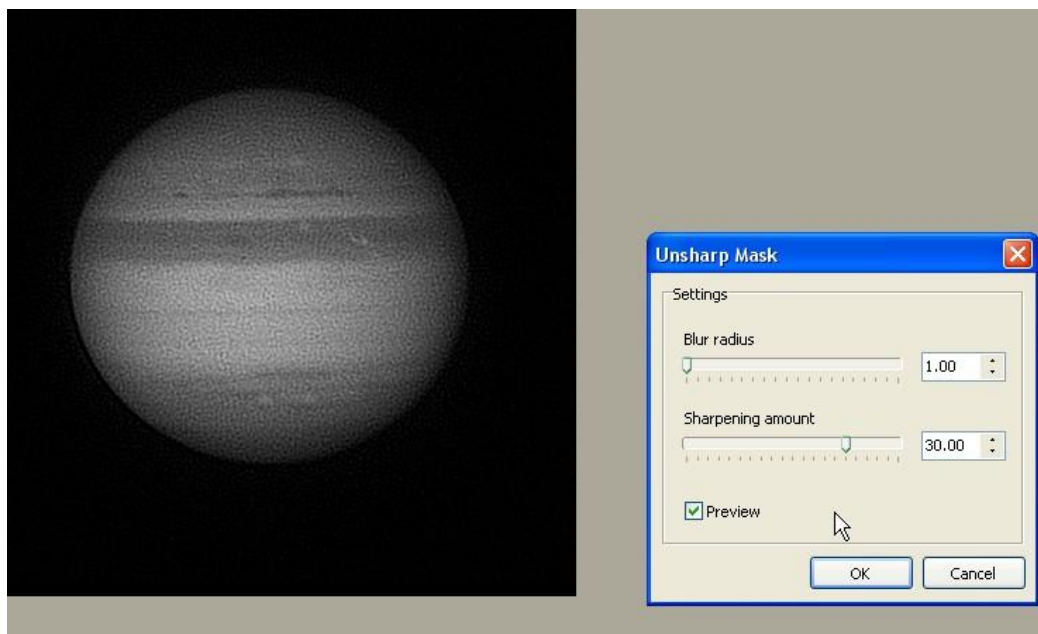 Unsharp Mask
Settings
Blur radius
1.00
Sharpening amount
30.00
Preview
OK
Cancel